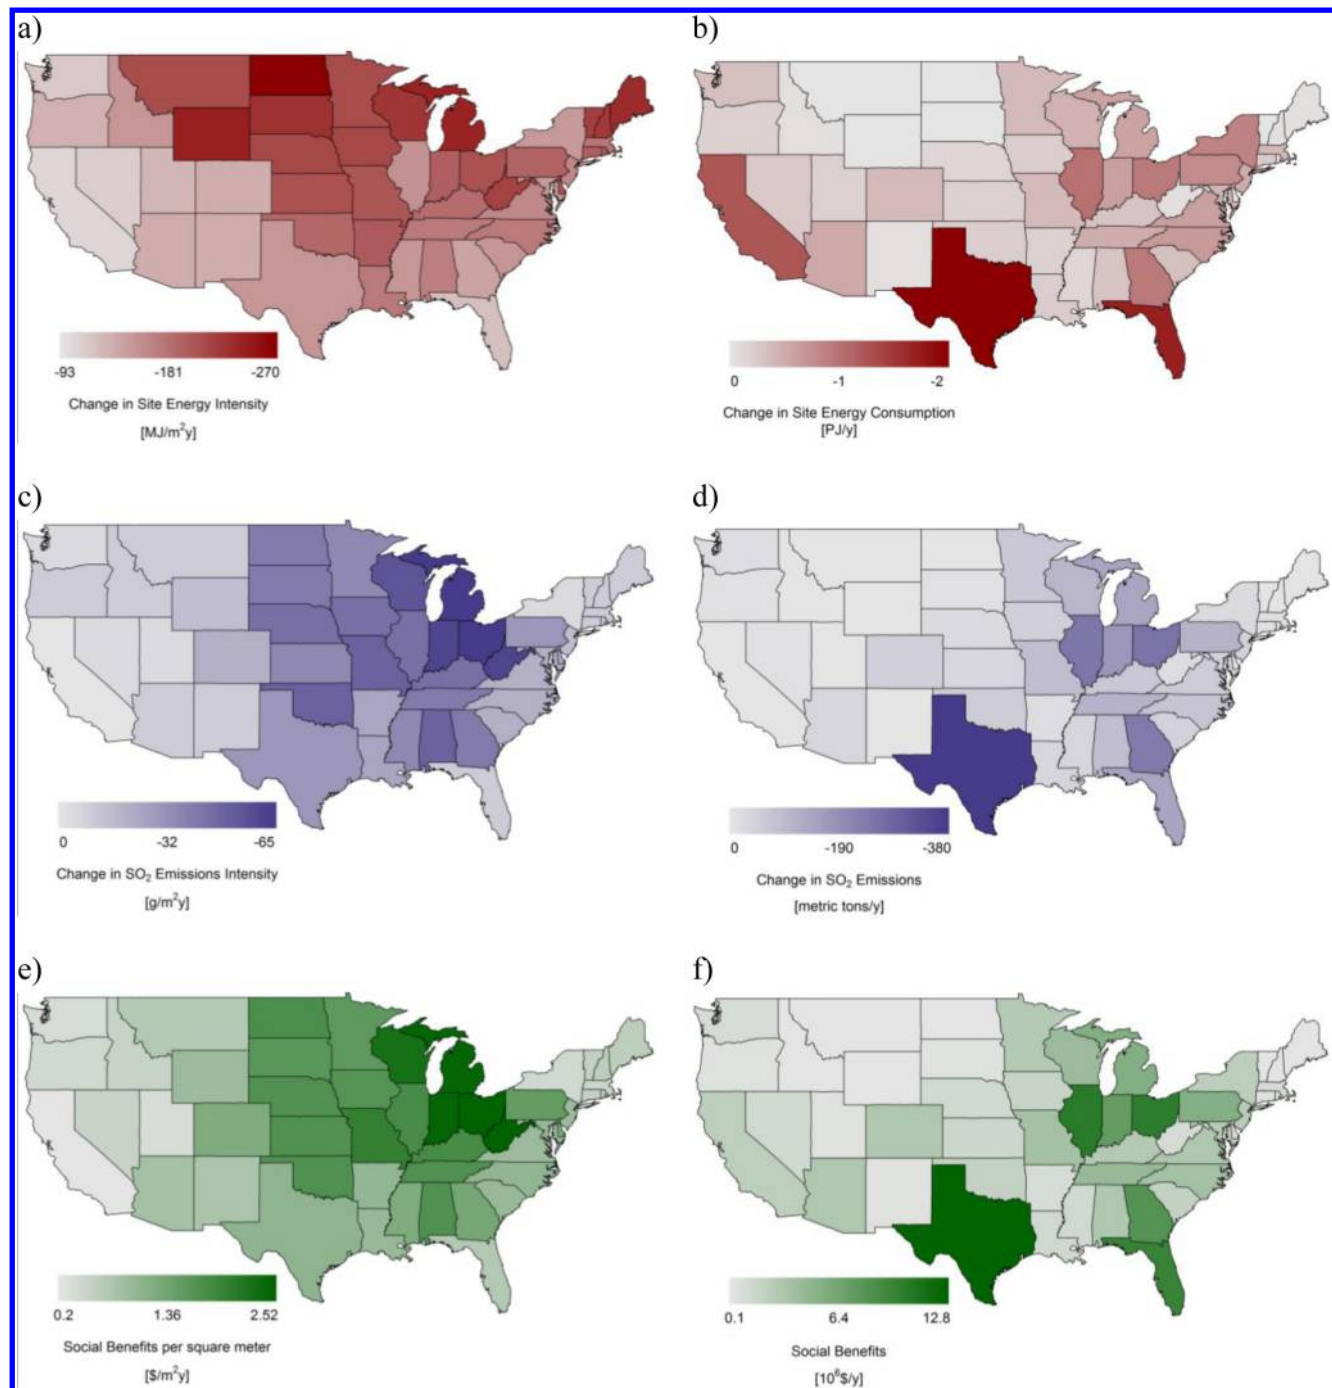 a)
b)
-93 -181 -270
Change in Site Energy Intensity
[MJ/m²y]
0 -1 -2
Change in Site Energy Consumption
[PJ/y]
c)
d)
0 -32 -65
Change in SO₂ Emissions Intensity
[g/m²y]
0 -190 -380
Change in SO₂ Emissions
[metric tons/y]
e)
f)
0.2 1.36 2.52
Social Benefits per square meter
[$/m²y]
0.1 6.4 12.8
Social Benefits
[10⁶$/y]